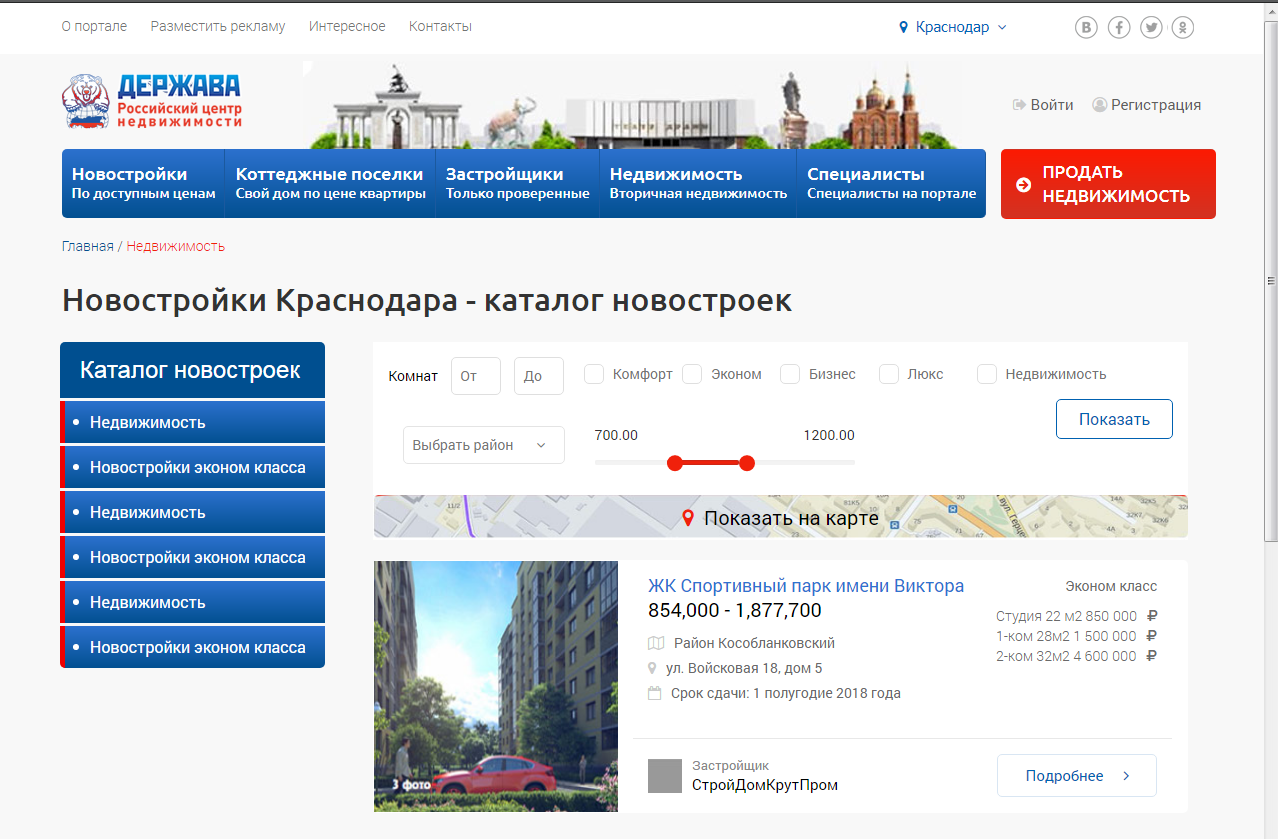 О портале Разместить рекламу Интересное Контакты Краснодар
ДЕРЖАВА
Российский центр
недвижимости
ТЕАТР ДРАМЫ
Войти Регистрация
Новостройки
По доступным ценам
Коттеджные поселки
Свой дом по цене квартиры
Застройщики
Только проверенные
Недвижимость
Вторичная недвижимость
Специалисты
Специалисты на портале
ПРОДАТЬ
НЕДВИЖИМОСТЬ
Главная / Недвижимость
Новостройки Краснодара - каталог новостроек
Каталог новостроек
Недвижимость
Новостройки эконом класса
Недвижимость
Новостройки эконом класса
Недвижимость
Новостройки эконом класса
Комнат От До Комфорт Эконом Бизнес Люкс Недвижимость
Показать
Выбрать район
700.00 1200.00
Показать на карте
3 фото
ЖК Спортивный парк имени Виктора
854,000 - 1,877,700
Район Кособланковский
ул. Войсковая 18, дом 5
Срок сдачи: 1 полугодие 2018 года
Эконом класс
Студия 22 м2 850 000 ₽
1-ком 28м2 1 500 000 ₽
2-ком 32м2 4 600 000 ₽
Застройщик
СтройДомКрутПром
Подробнее